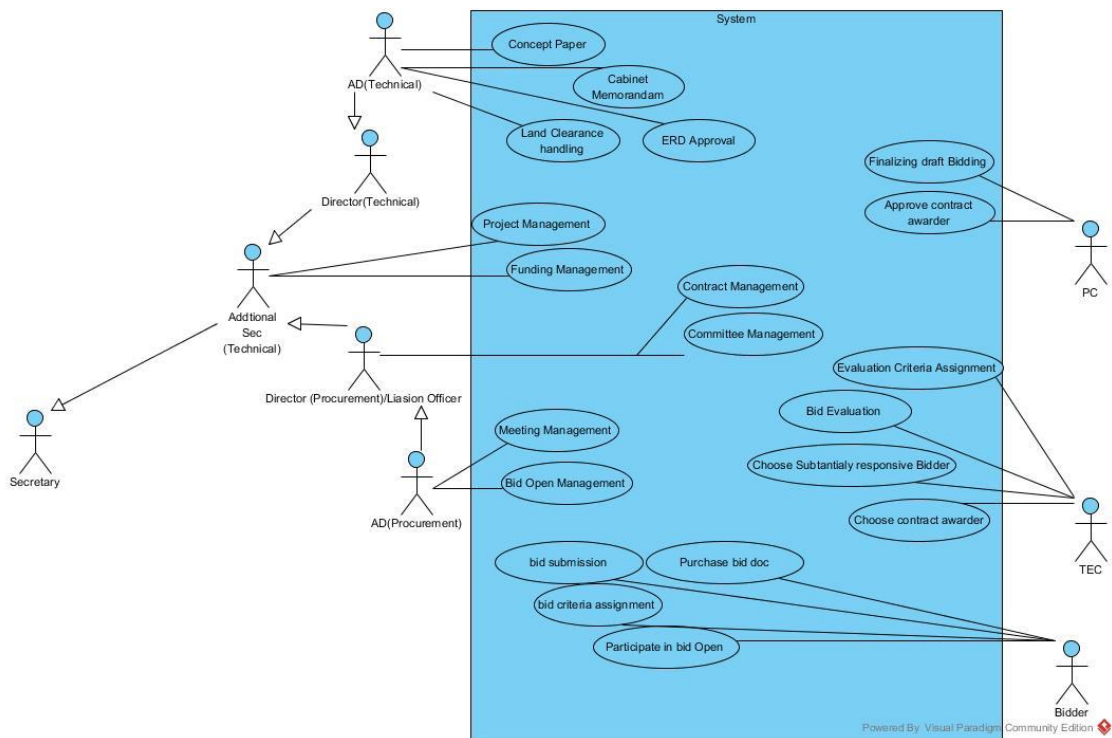 System
Concept Paper
AD(Technical)
Cabinet
Memorandam
Land Clearance
handling
ERD Approval
Finalizing draft Bidding
Director(Technical)
Approve contract
awarder
Project Management
Funding Management
PC
Contract Management
Addtional
Sec
(Technical)
Committee Management
Evaluation Criteria Assignment
Director (Procurement)/Liasion Officer
Bid Evaluation
Meeting Management
Choose Subtantialy responsive Bidder
Secretary
Bid Open Management
AD(Procurement)
Choose contract awarder
TEC
bid submission
Purchase bid doc
bid criteria assignment
Participate in bid Open
Bidder
Powered By Visual Paradigm Community Edition